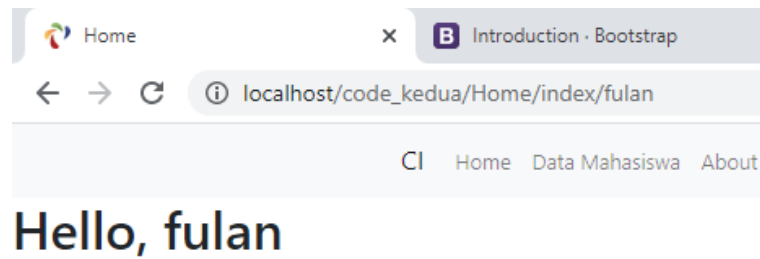 Home
Introduction · Bootstrap
localhost/code_kedua/Home/index/fulan
CI Home Data Mahasiswa About
Hello, fulan